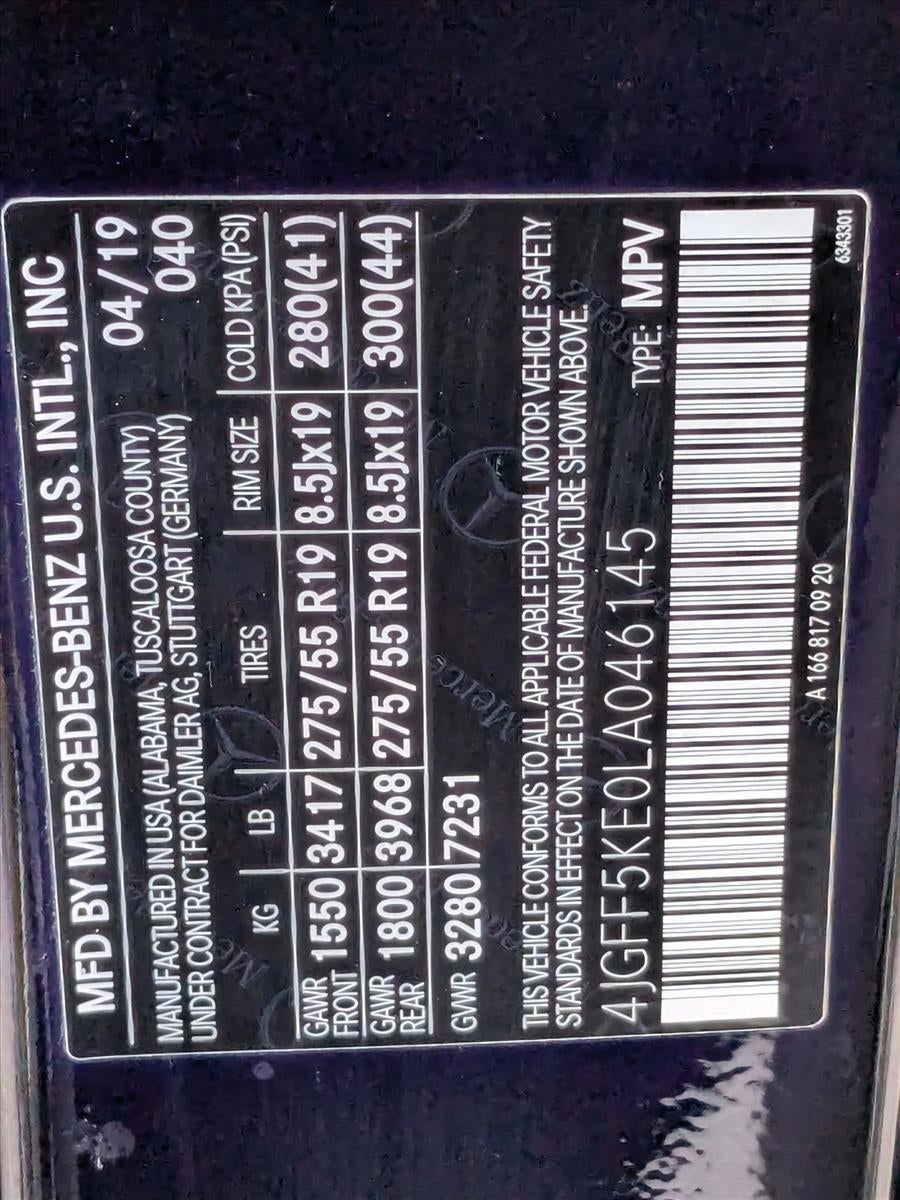 MFD BY MERCEDES-BENZ U.S. INTL., INC
MANUFACTURED IN USA (ALABAMA, TUSCALOOSA COUNTY) 04/19
UNDER CONTRACT FOR DAIMLER AG, STUTTGART (GERMANY) 040
KG LB TIRES RIM SIZE COLD KPA(PSI)
GAWR FRONT 1550 3417 275/55 R19 8.5Jx19 280(41)
GAWR REAR 1800 3968 275/55 R19 8.5Jx19 300(44)
GVWR 3280 7231
THIS VEHICLE CONFORMS TO ALL APPLICABLE FEDERAL MOTOR VEHICLE SAFETY
STANDARDS IN EFFECT ON THE DATE OF MANUFACTURE SHOWN ABOVE.
4JGFF5KE0LA046145 TYPE: MPV
A 166 817 09 20 6343301